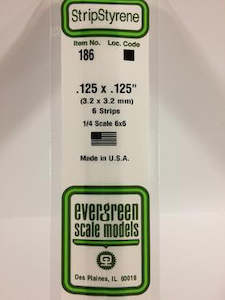 StripStyrene
Item No. Loc. Code
186
.125 x .125"
(3.2 x 3.2 mm)
6 Strips
1/4 Scale 6x6
Made in U.S.A.
evergreen
scale models
Des Plaines, IL 60018